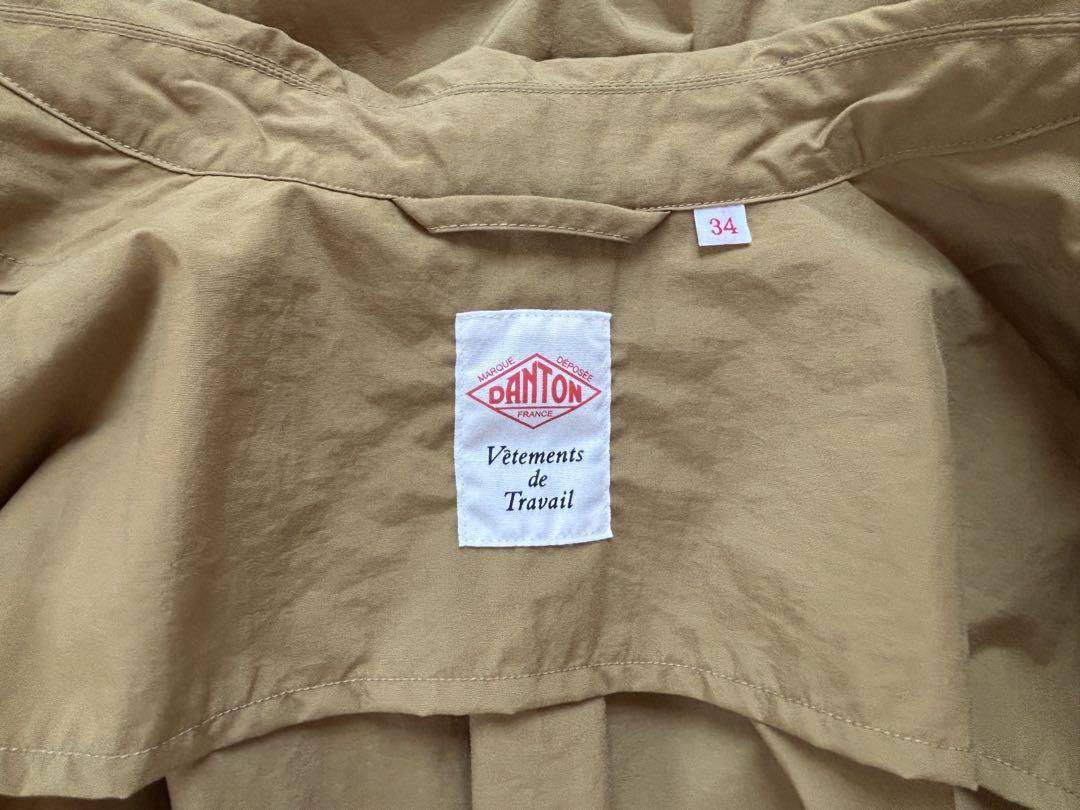 34
MARQUE DÉPOSÉE
DANTON
FRANCE
Vêtements
de
Travail